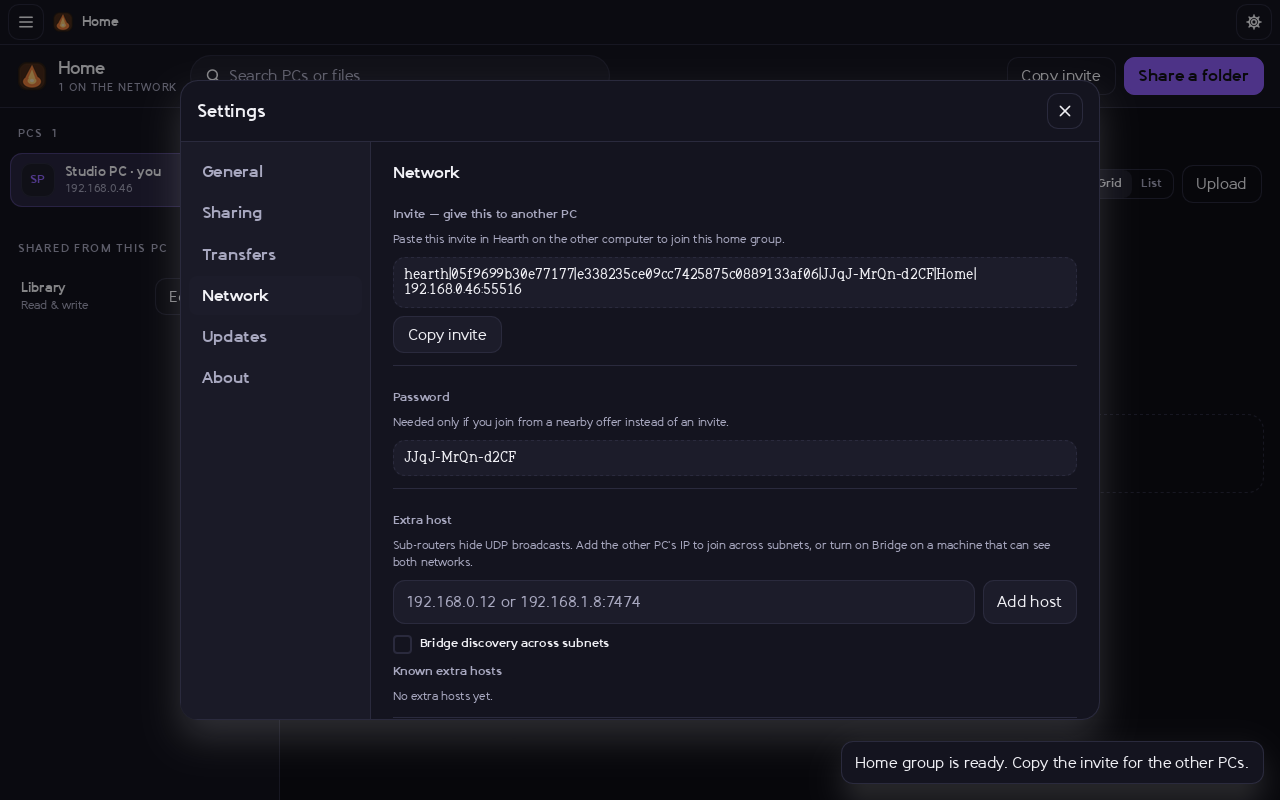 Home
Home
1 ON THE NETWORK
Search PCs or files
Copy invite
Share a folder
PCS 1
SP
Studio PC · you
192.168.0.46
Grid
List
Upload
SHARED FROM THIS PC
Library
Read & write
Settings
General
Sharing
Transfers
Network
Updates
About
Network
Invite — give this to another PC
Paste this invite in Hearth on the other computer to join this home group.
hearth|05f9699b30e77177|e338235ce09cc7425875c0889133af06|JJqJ-MrQn-d2CF|Home|
192.168.0.46:55516
Copy invite
Password
Needed only if you join from a nearby offer instead of an invite.
JJqJ-MrQn-d2CF
Extra host
Sub-routers hide UDP broadcasts. Add the other PC's IP to join across subnets, or turn on Bridge on a machine that can see
both networks.
192.168.0.12 or 192.168.1.8:7474
Add host
Bridge discovery across subnets
Known extra hosts
No extra hosts yet.
Home group is ready. Copy the invite for the other PCs.